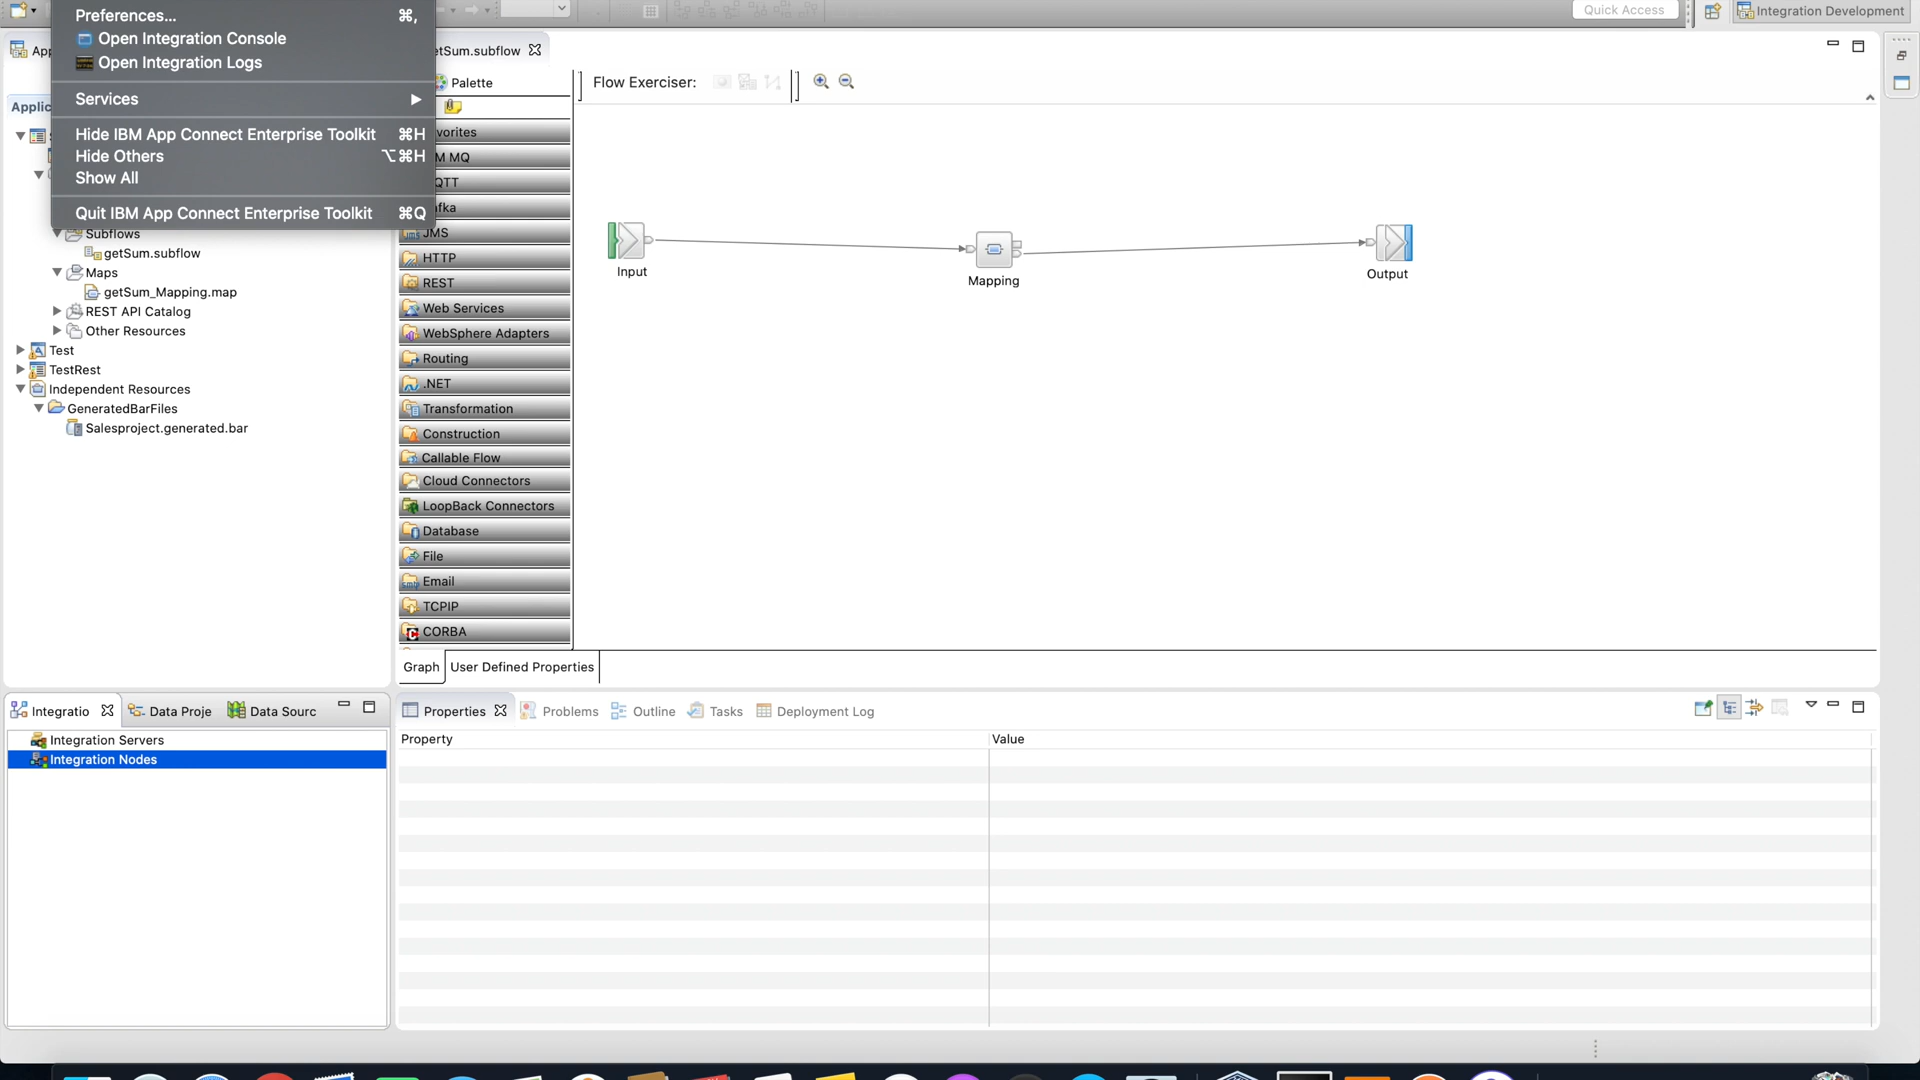 Preferences... ⌘,
Open Integration Console
Open Integration Logs
Services ▶
Hide IBM App Connect Enterprise Toolkit ⌘H
Hide Others ⌥⌘H
Show All
Quit IBM App Connect Enterprise Toolkit ⌘Q
Quick Access
Integration Development
App
Applic
Subflows
getSum.subflow
Maps
getSum_Mapping.map
REST API Catalog
Other Resources
Test
TestRest
Independent Resources
GeneratedBarFiles
Salesproject.generated.bar
etSum.subflow
Palette
Flow Exerciser:
vorites
M MQ
QTT
afka
JMS
HTTP
REST
Web Services
WebSphere Adapters
Routing
.NET
Transformation
Construction
Callable Flow
Cloud Connectors
LoopBack Connectors
Database
File
Email
TCPIP
CORBA
Input
Mapping
Output
Graph
User Defined Properties
Integratio
Data Proje
Data Sourc
Integration Servers
Integration Nodes
Properties
Problems
Outline
Tasks
Deployment Log
Property
Value